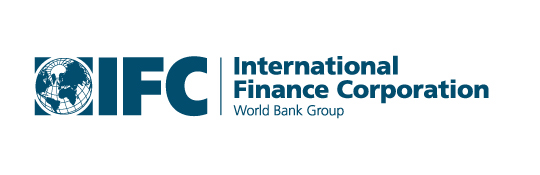 IFC
International
Finance Corporation
World Bank Group